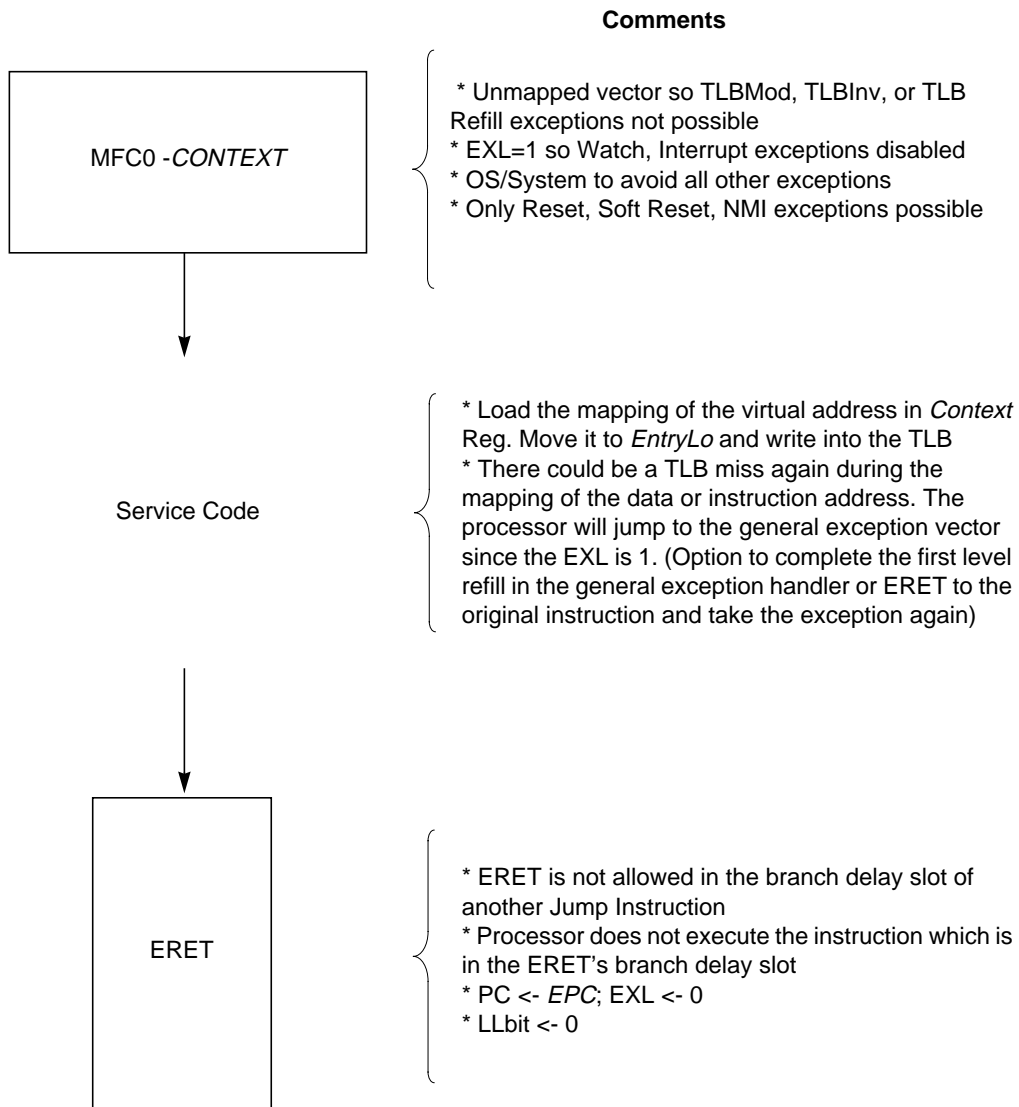 Comments
MFC0 -CONTEXT
* Unmapped vector so TLBMod, TLBInv, or TLB
Refill exceptions not possible
* EXL=1 so Watch, Interrupt exceptions disabled
* OS/System to avoid all other exceptions
* Only Reset, Soft Reset, NMI exceptions possible
Service Code
* Load the mapping of the virtual address in Context
Reg. Move it to EntryLo and write into the TLB
* There could be a TLB miss again during the
mapping of the data or instruction address. The
processor will jump to the general exception vector
since the EXL is 1. (Option to complete the first level
refill in the general exception handler or ERET to the
original instruction and take the exception again)
ERET
* ERET is not allowed in the branch delay slot of
another Jump Instruction
* Processor does not execute the instruction which is
in the ERET's branch delay slot
* PC <- EPC; EXL <- 0
* LLbit <- 0